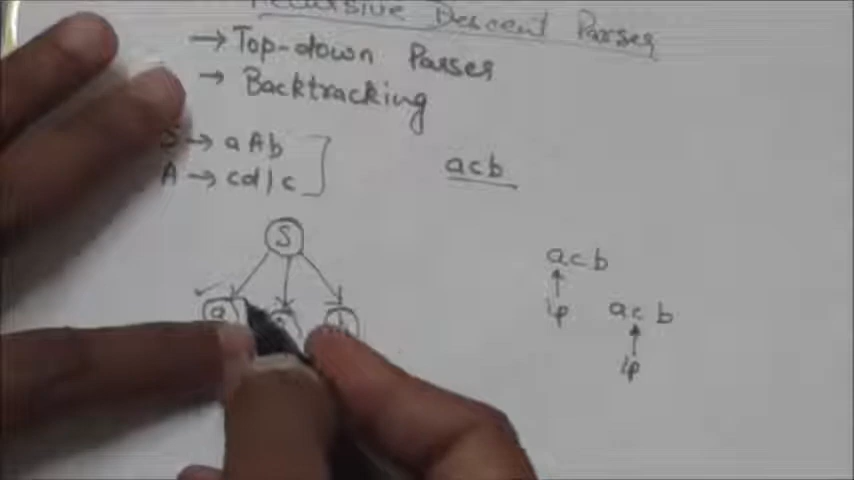 Recursive Descent Parser
→ Top-down Parser
→ Backtracking
S → aAb
A → cd/c
acb
S
a
b
acb
ip
acb
ip